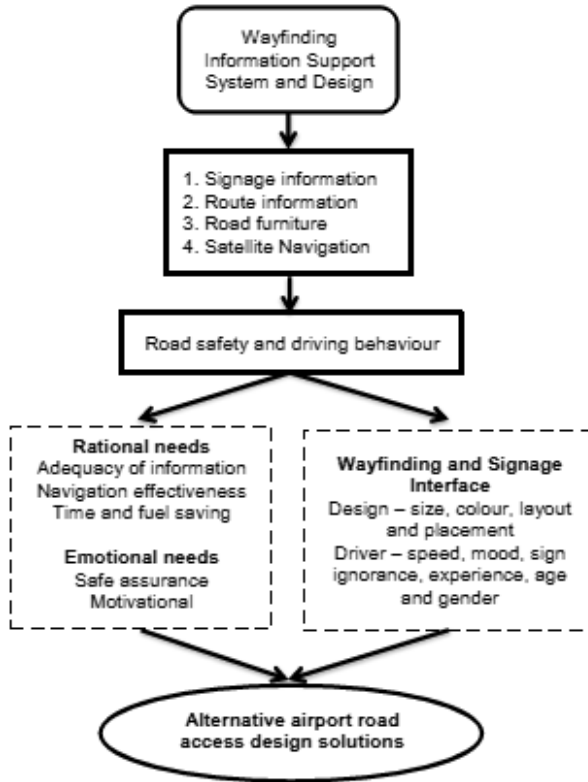 Wayfinding
Information Support
System and Design
1. Signage information
2. Route information
3. Road furniture
4. Satellite Navigation
Road safety and driving behaviour
Rational needs
Adequacy of information
Navigation effectiveness
Time and fuel saving
Emotional needs
Safe assurance
Motivational
Wayfinding and Signage
Interface
Design – size, colour, layout
and placement
Driver – speed, mood, sign
ignorance, experience, age
and gender
Alternative airport road
access design solutions